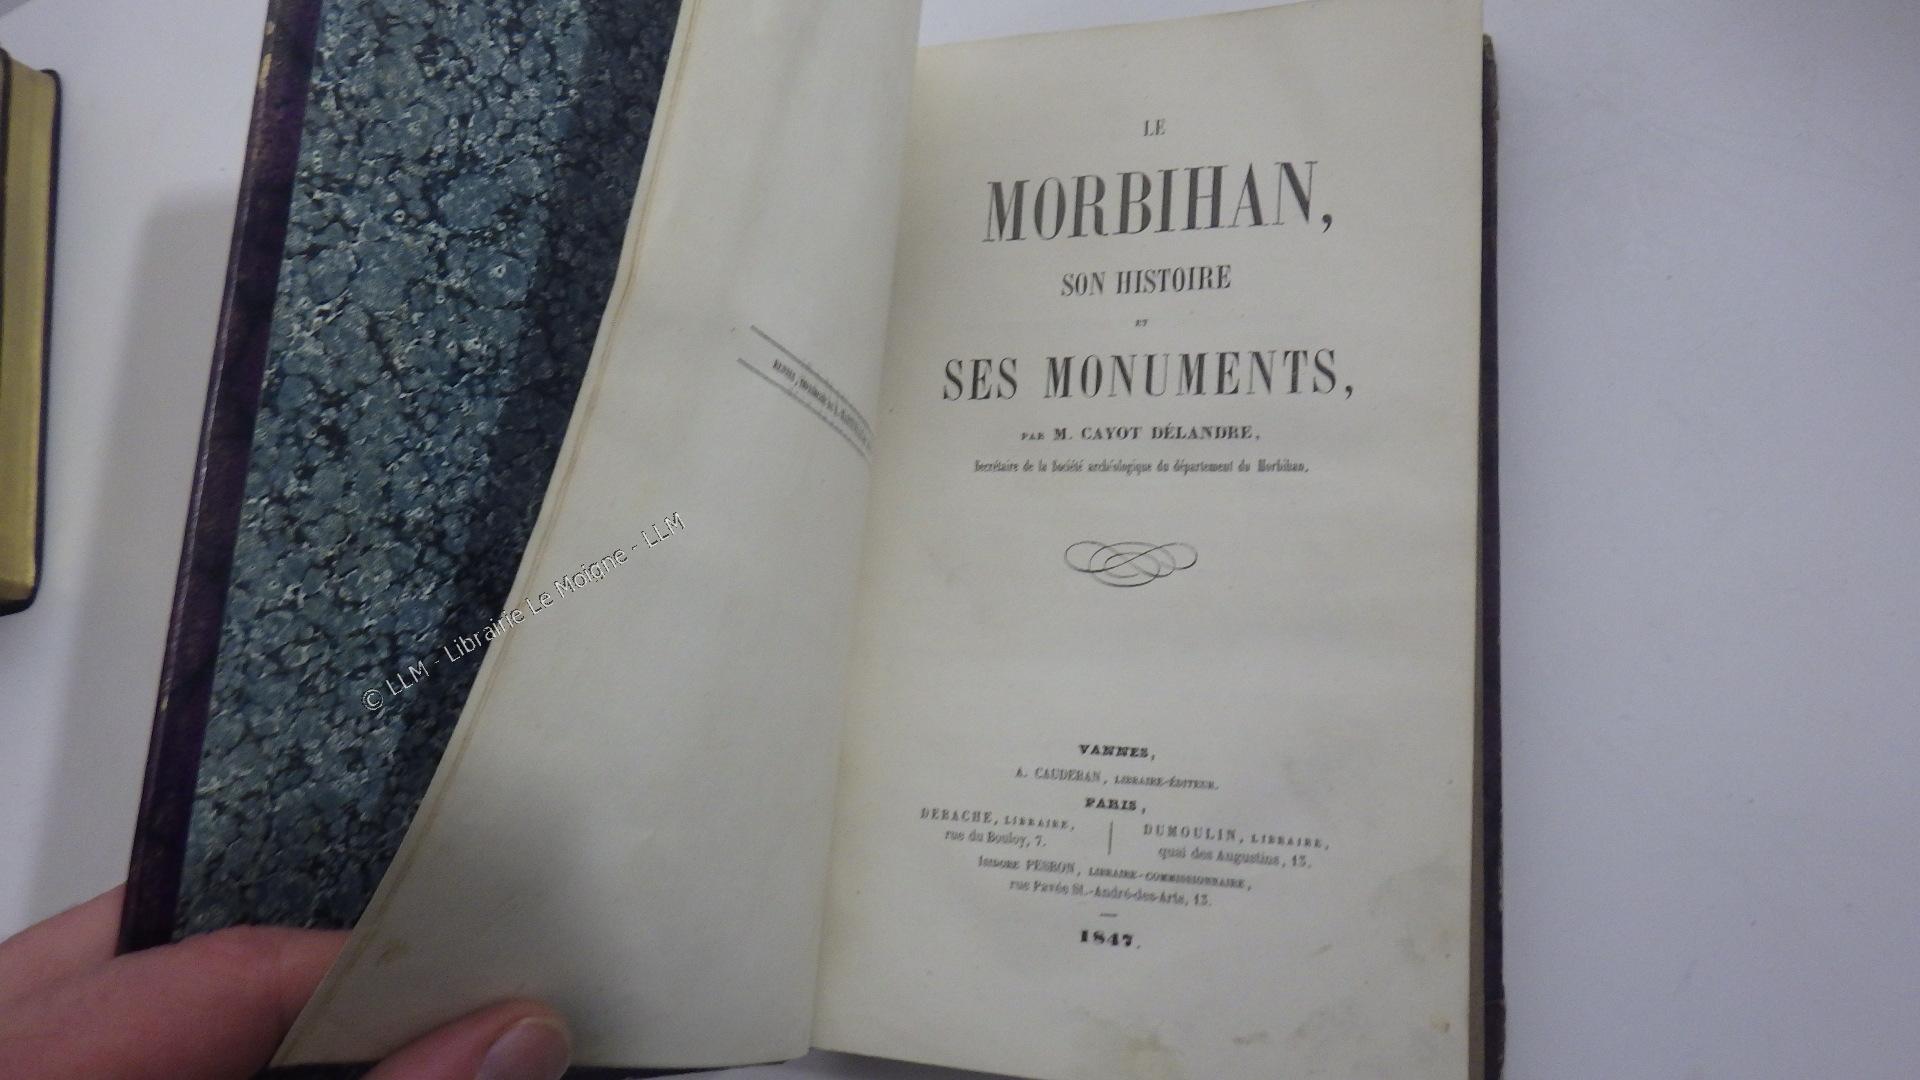 LE
MORBIHAN,
SON HISTOIRE
ET
SES MONUMENTS,
PAR M. CAYOT DÉLANDRE,
Secrétaire de la Société archéologique du département du Morbihan.
VANNES,
A. CAUDERAN, LIBRAIRE-ÉDITEUR.
PARIS,
DERACHE, LIBRAIRE,
rue du Bouloy, 7.
DUMOULIN, LIBRAIRE,
quai des Augustins, 13.
ISIDORE PESRON, LIBRAIRE-COMMISSIONNAIRE,
rue Pavée St.-André-des-Arts, 13.
1847.
© LLM - Librairie Le Moigne - LLM